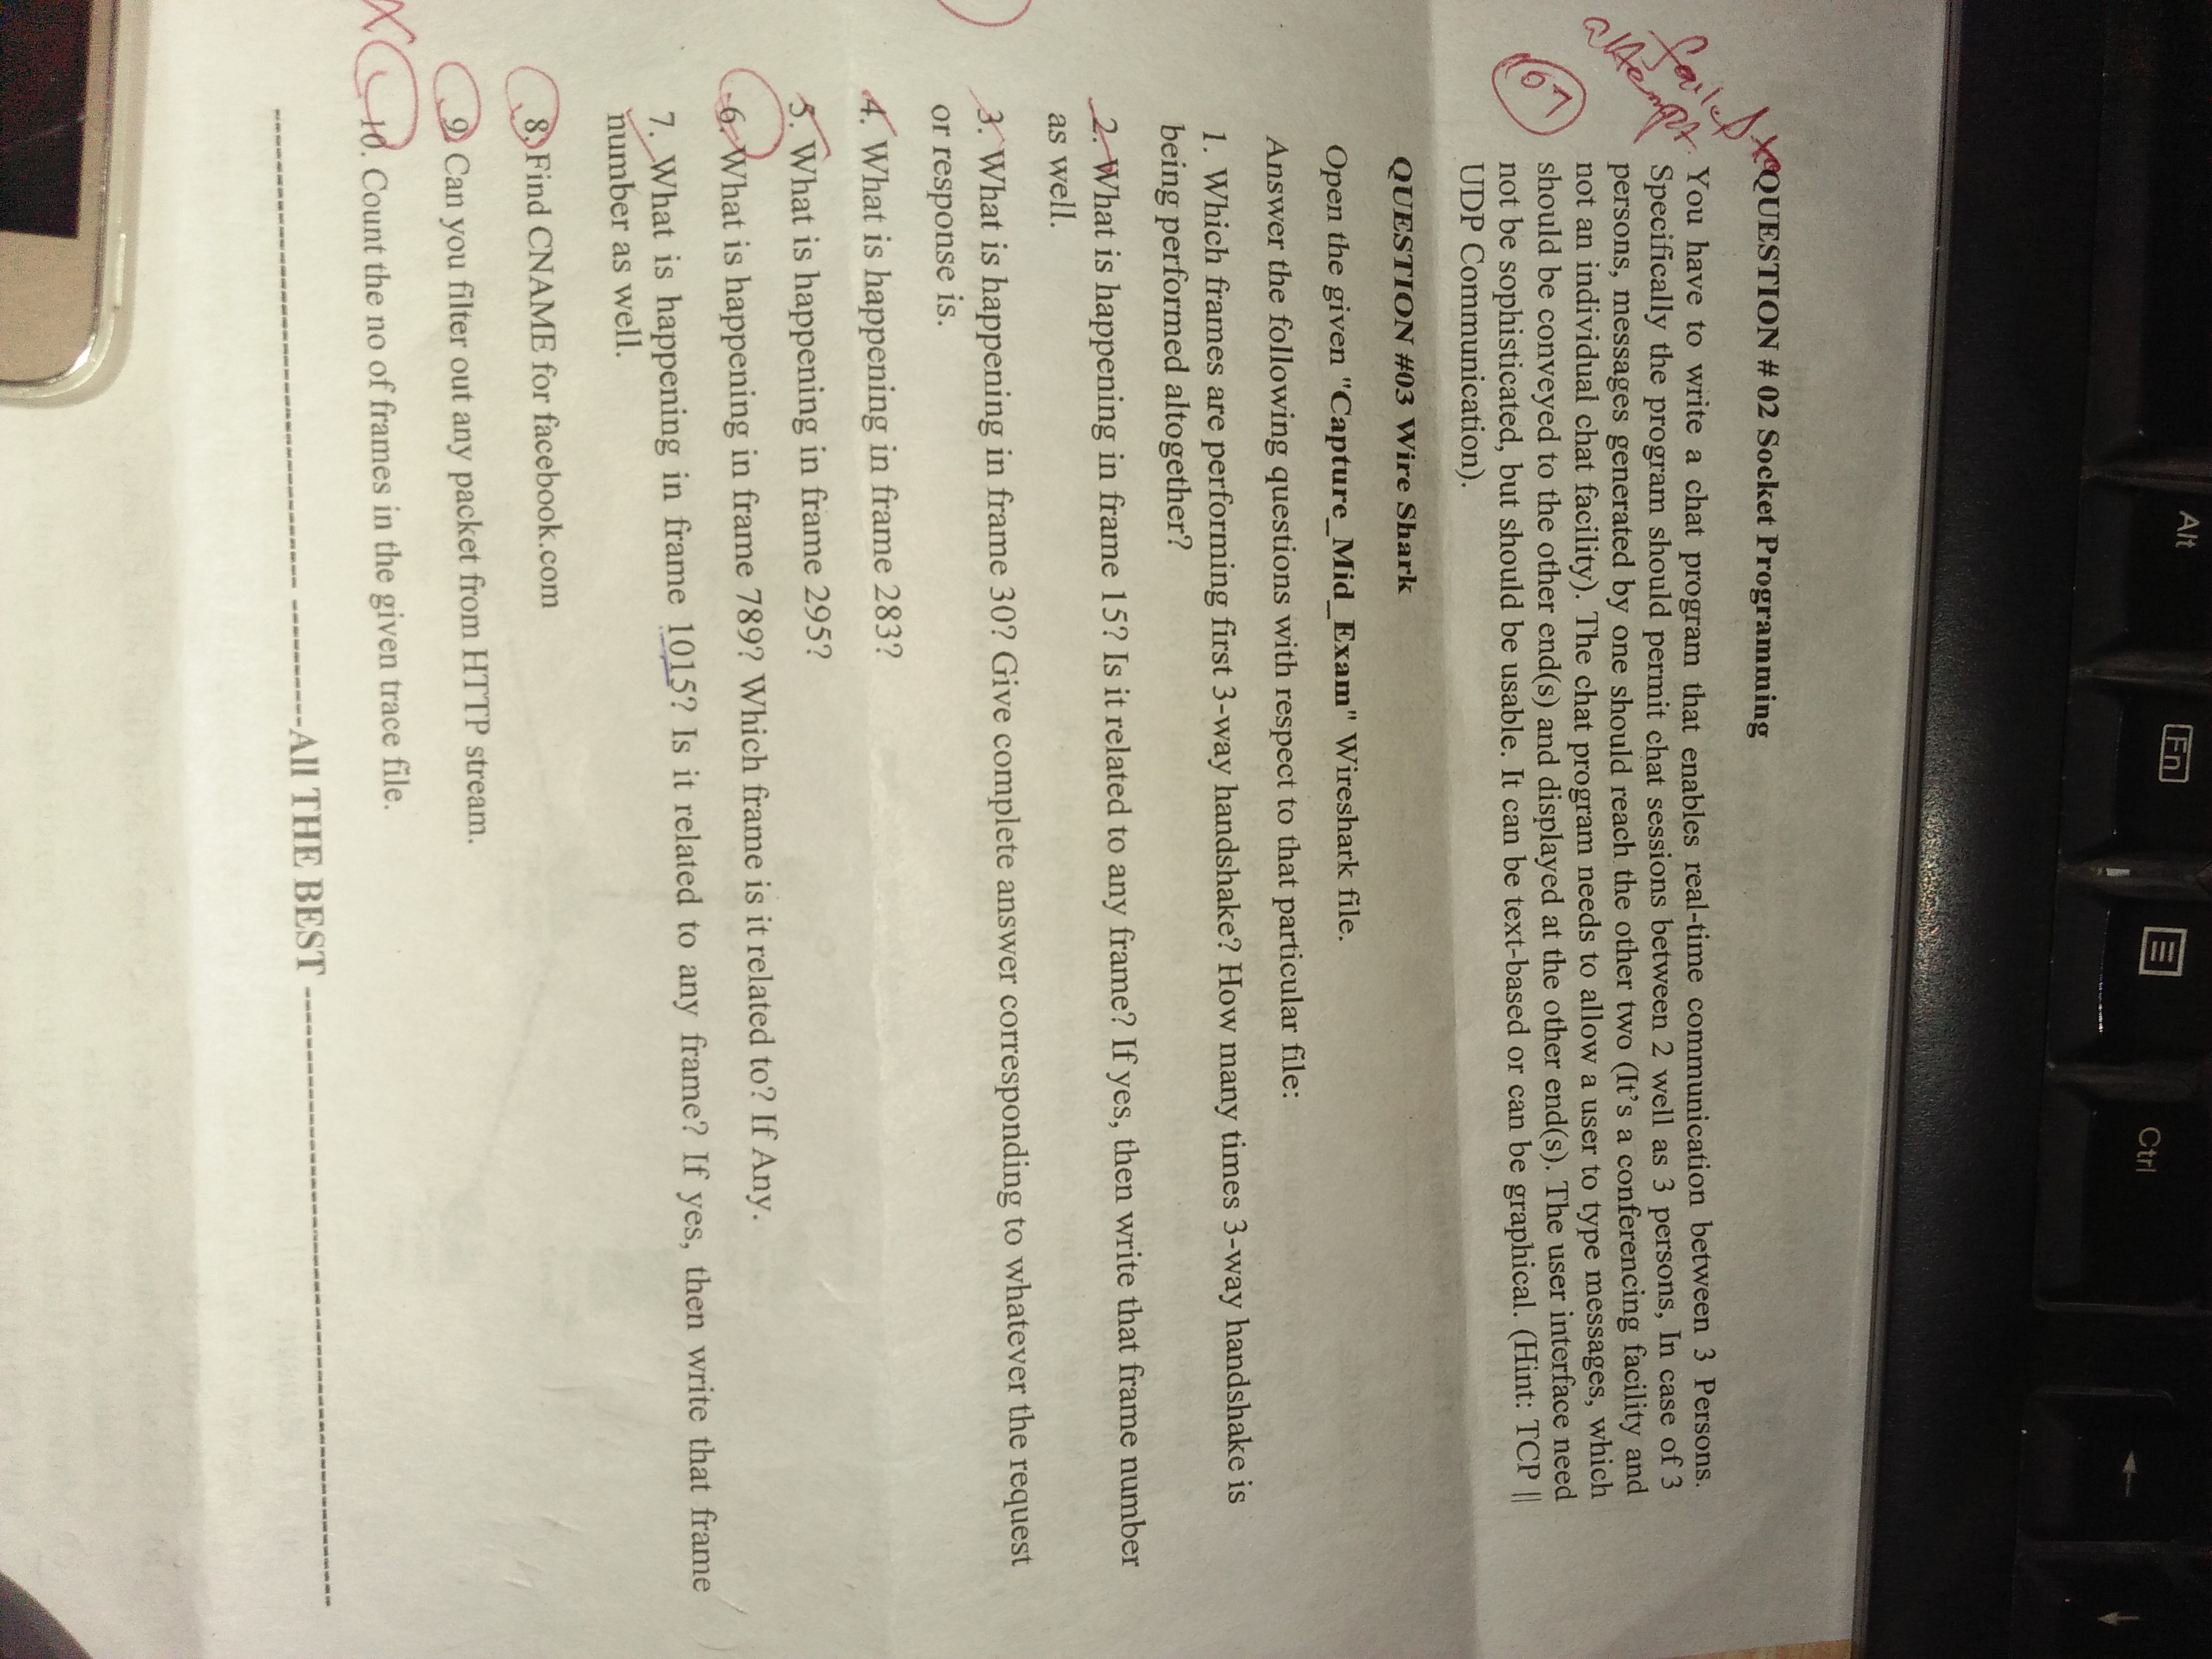 Alt
Fn
Ctrl
QUESTION # 02 Socket Programming
failed to
attempt
07
You have to write a chat program that enables real-time communication between 3 Persons.
Specifically the program should permit chat sessions between 2 well as 3 persons, In case of 3
persons, messages generated by one should reach the other two (It's a conferencing facility and
not an individual chat facility). The chat program needs to allow a user to type messages, which
should be conveyed to the other end(s) and displayed at the other end(s). The user interface need
not be sophisticated, but should be usable. It can be text-based or can be graphical. (Hint: TCP ||
UDP Communication).
QUESTION #03 Wire Shark
Open the given "Capture_Mid_Exam" Wireshark file.
Answer the following questions with respect to that particular file:
1. Which frames are performing first 3-way handshake? How many times 3-way handshake is
being performed altogether?
2. What is happening in frame 15? Is it related to any frame? If yes, then write that frame number
as well.
3. What is happening in frame 30? Give complete answer corresponding to whatever the request
or response is.
4. What is happening in frame 283?
5. What is happening in frame 295?
6. What is happening in frame 789? Which frame is it related to? If Any.
7. What is happening in frame 1015? Is it related to any frame? If yes, then write that frame
number as well.
8. Find CNAME for facebook.com
9. Can you filter out any packet from HTTP stream.
10. Count the no of frames in the given trace file.
------------------------------------- ----------All THE BEST ------------------------------------------------